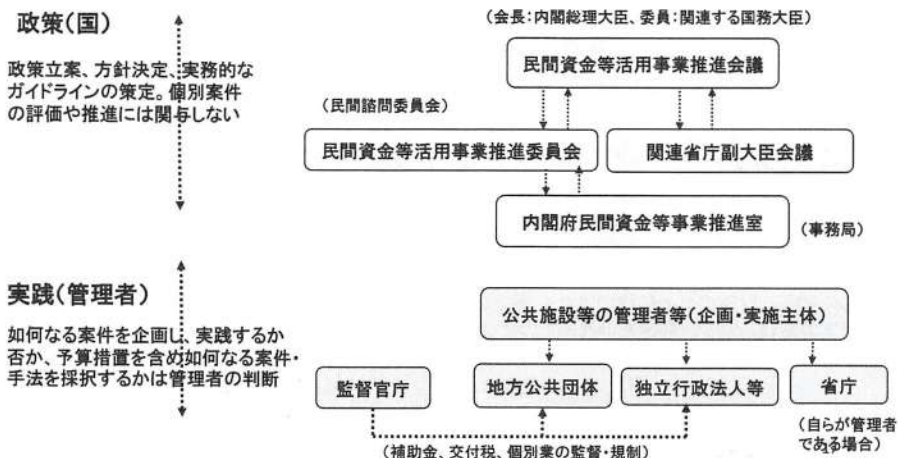 政策(国)
政策立案、方針決定、実務的な
ガイドラインの策定。個別案件
の評価や推進には関与しない
(会長:内閣総理大臣、委員:関連する国務大臣)
民間資金等活用事業推進会議
(民間諮問委員会)
民間資金等活用事業推進委員会
関連省庁副大臣会議
内閣府民間資金等事業推進室
(事務局)
実践(管理者)
如何なる案件を企画し、実践するか
否か、予算措置を含め如何なる案件・
手法を採択するかは管理者の判断
公共施設等の管理者等(企画・実施主体)
監督官庁
地方公共団体
独立行政法人等
省庁
(自らが管理者
である場合)
(補助金、交付税、個別業の監督・規制)